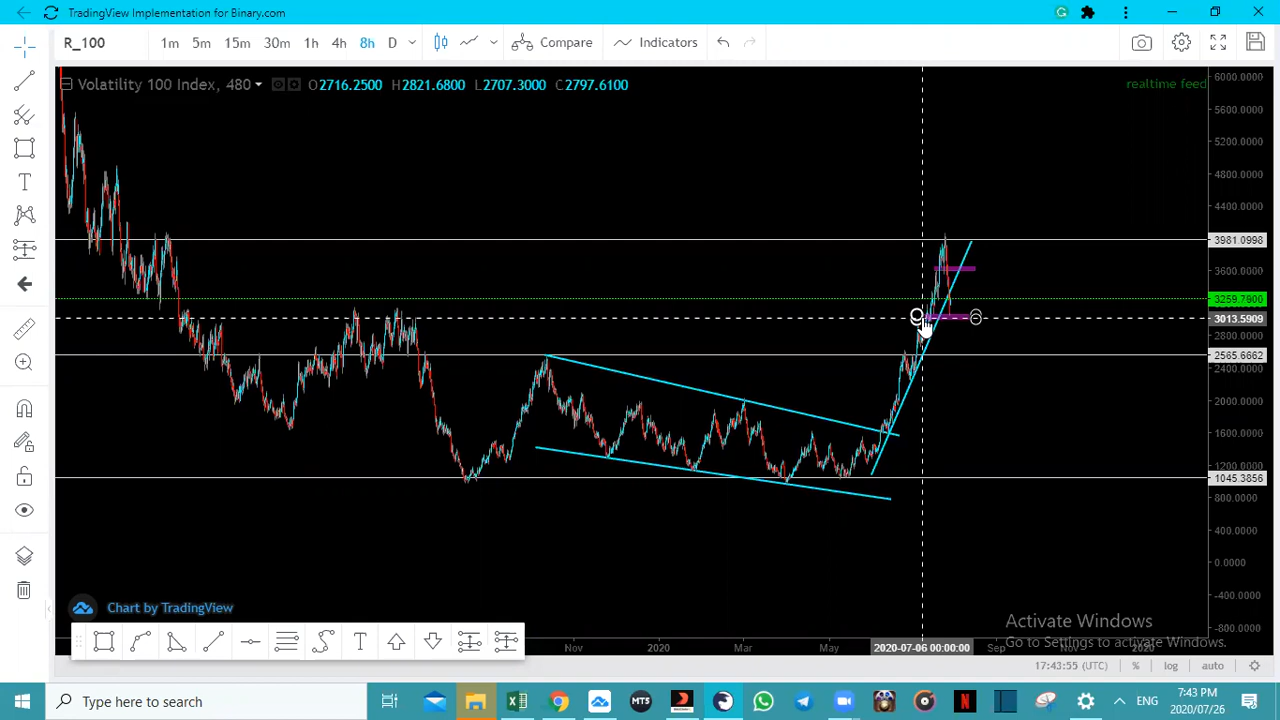 TradingView Implementation for Binary.com
R_100 1m 5m 15m 30m 1h 4h 8h D Compare Indicators
Volatility 100 Index, 480 O2716.2500 H2821.6800 L2707.3000 C2797.6100
realtime feed
6000.0000
5600.0000
5200.0000
4800.0000
4400.0000
3981.0998
3600.0000
3259.7900
3013.5909
2800.0000
2565.6662
2400.0000
2000.0000
1600.0000
1200.0000
1045.3856
800.0000
400.0000
0.0000
-400.0000
-800.0000
Chart by TradingView
T
Activate Windows
Go to Settings to activate Windows.
Nov 2020 Mar May 2020-07-06 00:00:00 Sep Nov 2020
17:43:55 (UTC) % log auto
Type here to search
MT5
ENG
7:43 PM
2020/07/26